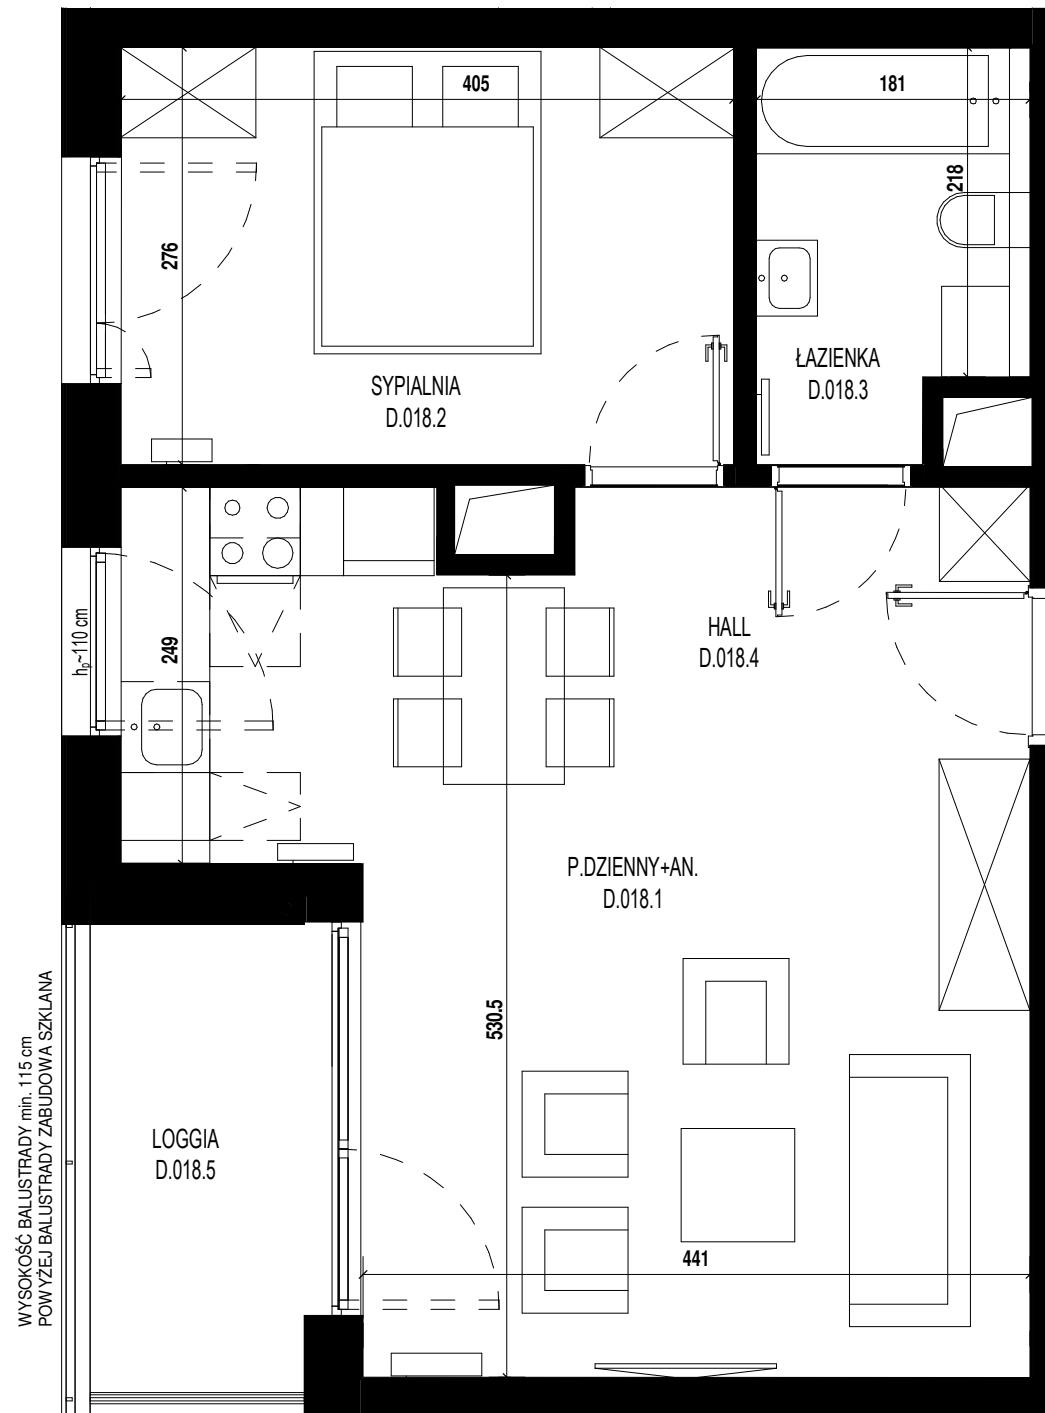 405
181
218
276
SYPIALNIA
D.018.2
ŁAZIENKA
D.018.3
hp~110 cm
249
HALL
D.018.4
P.DZIENNY+AN.
D.018.1
530.5
WYSOKOŚĆ BALUSTRADY min. 115 cm
POWYŻEJ BALUSTRADY ZABUDOWA SZKLANA
LOGGIA
D.018.5
441